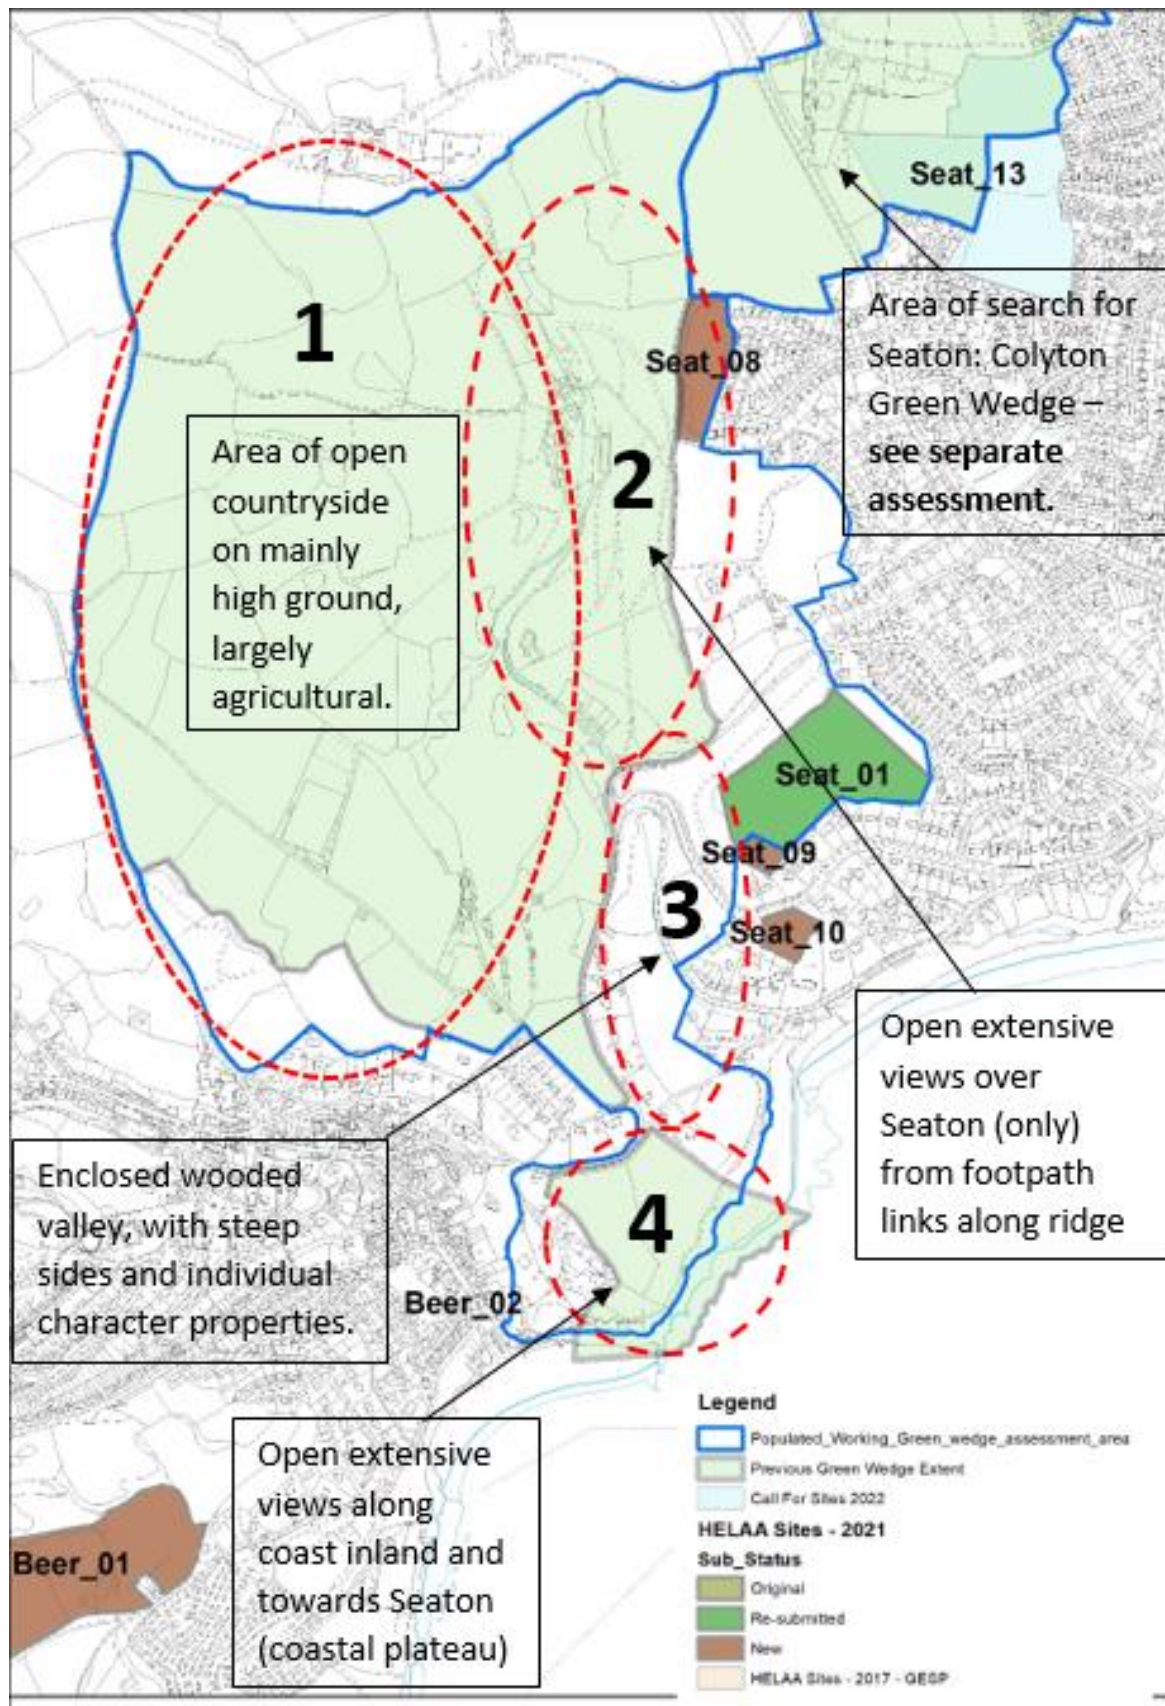 Seat_13
1
Area of search for
Seaton: Colyton
Green Wedge –
see separate
assessment.
Seat_08
Area of open
countryside
on mainly
high ground,
largely
agricultural.
2
Seat_01
Seat_09
3
Seat_10
Open extensive
views over
Seaton (only)
from footpath
links along ridge
Enclosed wooded
valley, with steep
sides and individual
character properties.
4
Beer_02
Open extensive
views along
coast inland and
towards Seaton
(coastal plateau)
Beer_01
Legend
Populated_Working_Green_wedge_assessment_area
Previous Green Wedge Extent
Call For Sites 2022
HELAA Sites - 2021
Sub_Status
Original
Re-submitted
New
HELAA Sites - 2017 - GESP